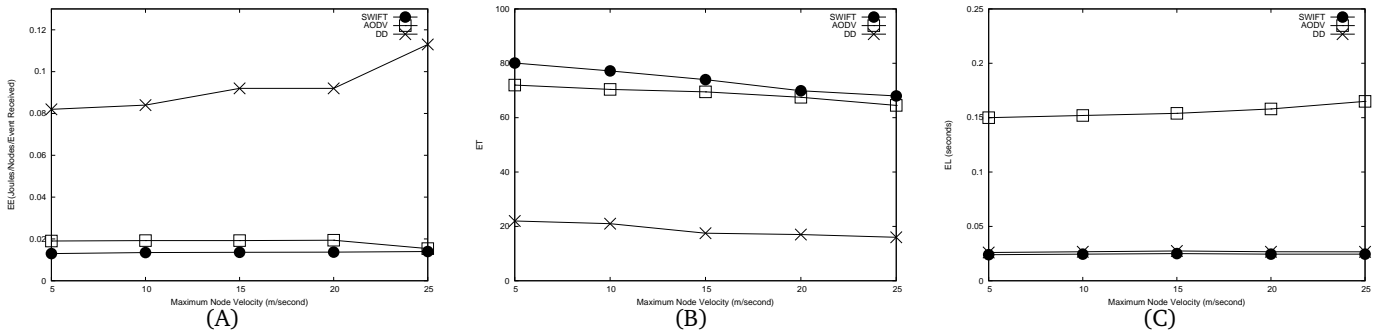 SWIFT
AODV
DD
0.12
0.1
0.08
0.06
0.04
0.02
0
5 10 15 20 25
EE(Joules/Nodes/Event Received)
Maximum Node Velocity (m/second)
(A)
SWIFT
AODV
DD
100
80
60
40
20
0
5 10 15 20 25
ET
Maximum Node Velocity (m/second)
(B)
SWIFT
AODV
DD
0.25
0.2
0.15
0.1
0.05
0
5 10 15 20 25
EL (seconds)
Maximum Node Velocity (m/second)
(C)